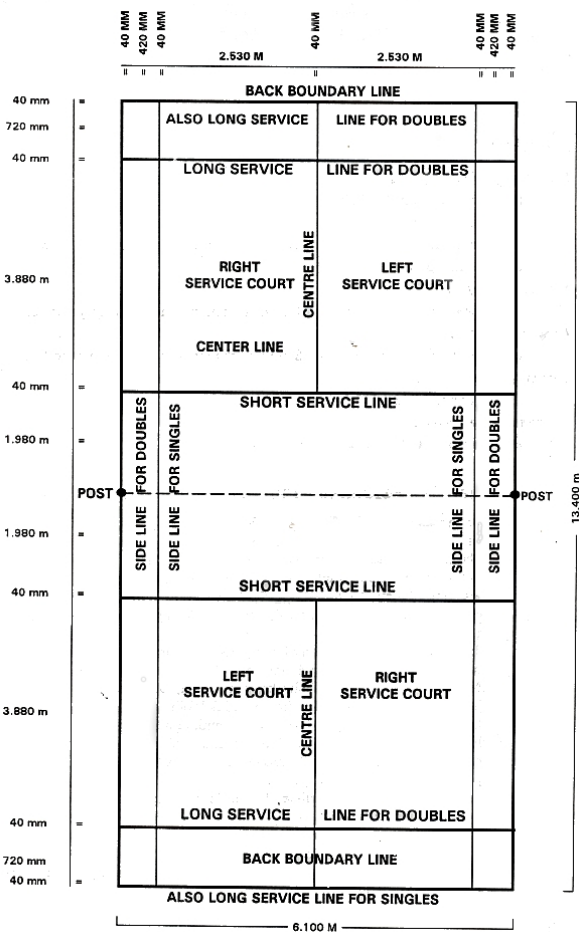 40 MM
420 MM
40 MM
2.530 M
40 MM
2.530 M
40 MM
420 MM
40 MM
BACK BOUNDARY LINE
40 mm
ALSO LONG SERVICE LINE FOR DOUBLES
720 mm
40 mm
LONG SERVICE LINE FOR DOUBLES
RIGHT
SERVICE COURT
CENTRE LINE
LEFT
SERVICE COURT
3.880 m
CENTER LINE
40 mm
SHORT SERVICE LINE
1.980 m
SIDE LINE FOR DOUBLES
SIDE LINE FOR SINGLES
SIDE LINE FOR SINGLES
SIDE LINE FOR DOUBLES
POST
POST
13.400 m
1.980 m
SHORT SERVICE LINE
40 mm
LEFT
SERVICE COURT
CENTRE LINE
RIGHT
SERVICE COURT
3.880 m
LONG SERVICE LINE FOR DOUBLES
40 mm
BACK BOUNDARY LINE
720 mm
40 mm
ALSO LONG SERVICE LINE FOR SINGLES
6.100 M